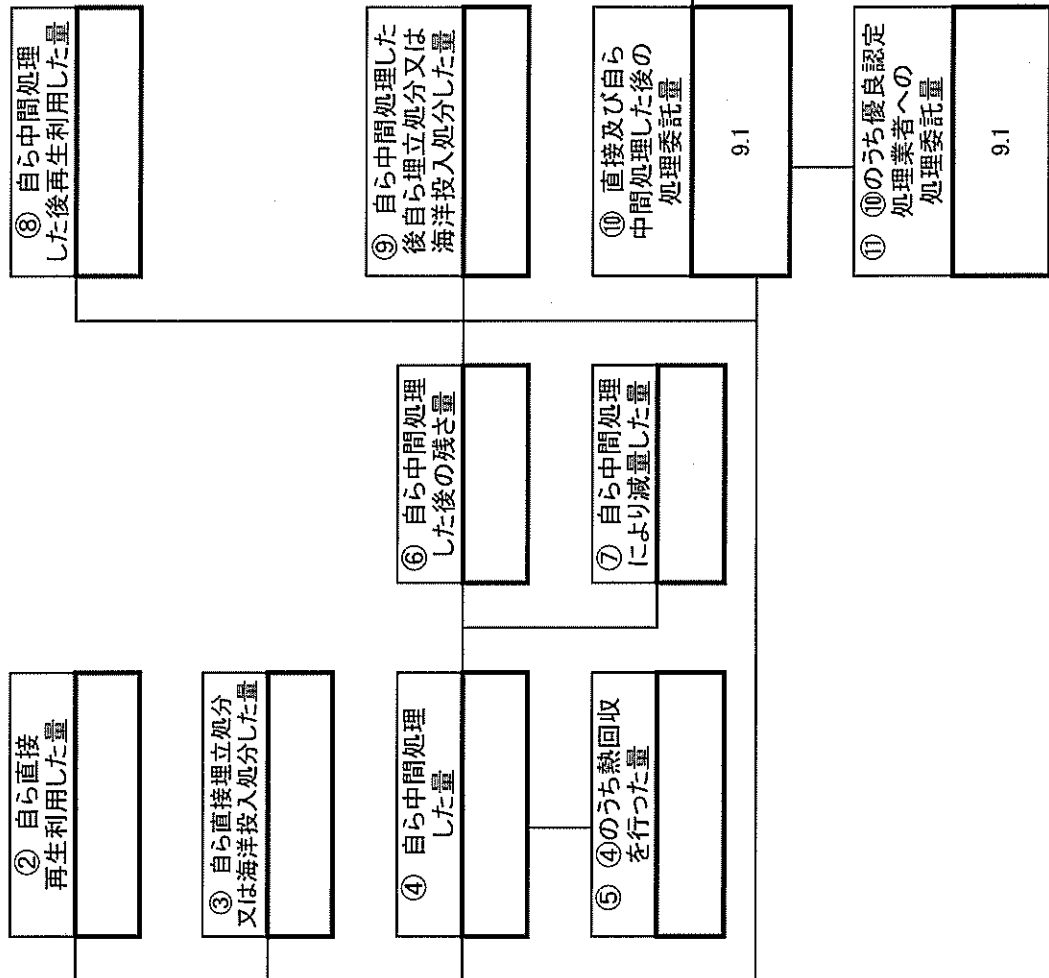 ② 自ら直接
再生利用した量
③ 自ら直接埋立処分
又は海洋投入処分した量
④ 自ら中間処理
した量
⑤ ④のうち熱回収
を行った量
⑥ 自ら中間処理
した後の残さ量
⑦ 自ら中間処理
により減量した量
⑧ 自ら中間処理
した後再生利用した量
⑨ 自ら中間処理した
後自ら埋立処分又は
海洋投入処分した量
⑩ 直接及び自ら
中間処理した後の
処理委託量
9.1
⑪ ⑩のうち優良認定
処理業者への
処理委託量
9.1